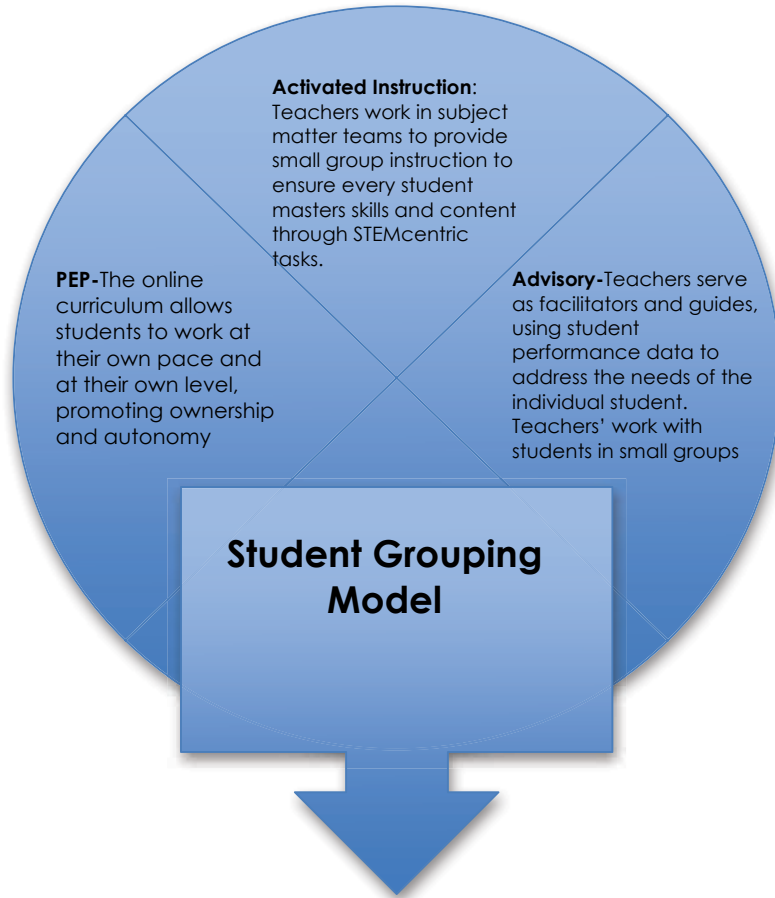 Activated Instruction:
Teachers work in subject
matter teams to provide
small group instruction to
ensure every student
masters skills and content
through STEMcentric
tasks.
PEP-The online
curriculum allows
students to work at
their own pace and
at their own level,
promoting ownership
and autonomy
Advisory-Teachers serve
as facilitators and guides,
using student
performance data to
address the needs of the
individual student.
Teachers’ work with
students in small groups
Student Grouping
Model